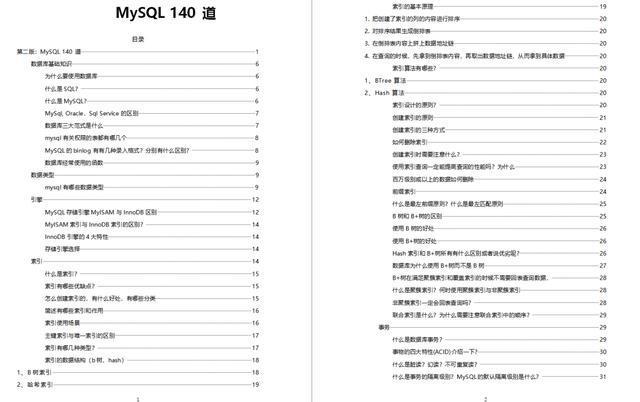 MySQL 140 道
目录
第二版：MySQL 140 道 1
数据库基础知识 6
为什么要使用数据库 6
什么是 SQL？ 6
什么是 MySQL? 6
MySql, Oracle，Sql Service 的区别 7
数据库三大范式是什么 7
mysql 有关权限的表都有哪几个 8
MySQL 的 binlog 有有几种录入格式？分别有什么区别？ 8
数据库经常使用的函数 9
数据类型 9
mysql 有哪些数据类型 9
引擎 12
MySQL 存储引擎 MyISAM 与 InnoDB 区别 12
MyISAM 索引与 InnoDB 索引的区别？ 14
InnoDB 引擎的 4 大特性 14
存储引擎选择 14
索引 14
什么是索引？ 15
索引有哪些优缺点？ 15
怎么创建索引的，有什么好处，有哪些分类 15
简述有哪些索引和作用 16
索引使用场景 16
主键索引与唯一索引的区别 17
索引有哪几种类型？ 17
索引的数据结构（b 树，hash） 18
1、B 树索引 18
2、哈希索引 19
1
索引的基本原理 19
1. 把创建了索引的列的内容进行排序 20
2. 对排序结果生成倒排表 20
3. 在倒排表内容上拼上数据地址链 20
4. 在查询的时候，先拿到倒排表内容，再取出数据地址链，从而拿到具体数据 20
索引算法有哪些？ 20
1、BTree 算法 20
2、Hash 算法 20
索引设计的原则？ 20
创建索引的原则 21
创建索引的三种方式 21
如何删除索引 22
创建索引时需要注意什么？ 23
使用索引查询一定能提高查询的性能吗？为什么 23
百万级别或以上的数据如何删除 24
前缀索引 24
什么是最左前缀原则？什么是最左匹配原则 25
B 树和 B+树的区别 25
使用 B 树的好处 26
使用 B+树的好处 26
Hash 索引和 B+树所有有什么区别或者说优劣呢? 26
数据库为什么使用 B+树而不是 B 树 27
B+树在满足聚簇索引和覆盖索引的时候不需要回表查询数据， 28
什么是聚簇索引？何时使用聚簇索引与非聚簇索引 28
非聚簇索引一定会回表查询吗？ 28
联合索引是什么？为什么需要注意联合索引中的顺序？ 29
事务 29
什么是数据库事务？ 29
事物的四大特性(ACID)介绍一下? 30
什么是脏读？幻读？不可重复读？ 30
什么是事务的隔离级别？MySQL 的默认隔离级别是什么？ 31
2